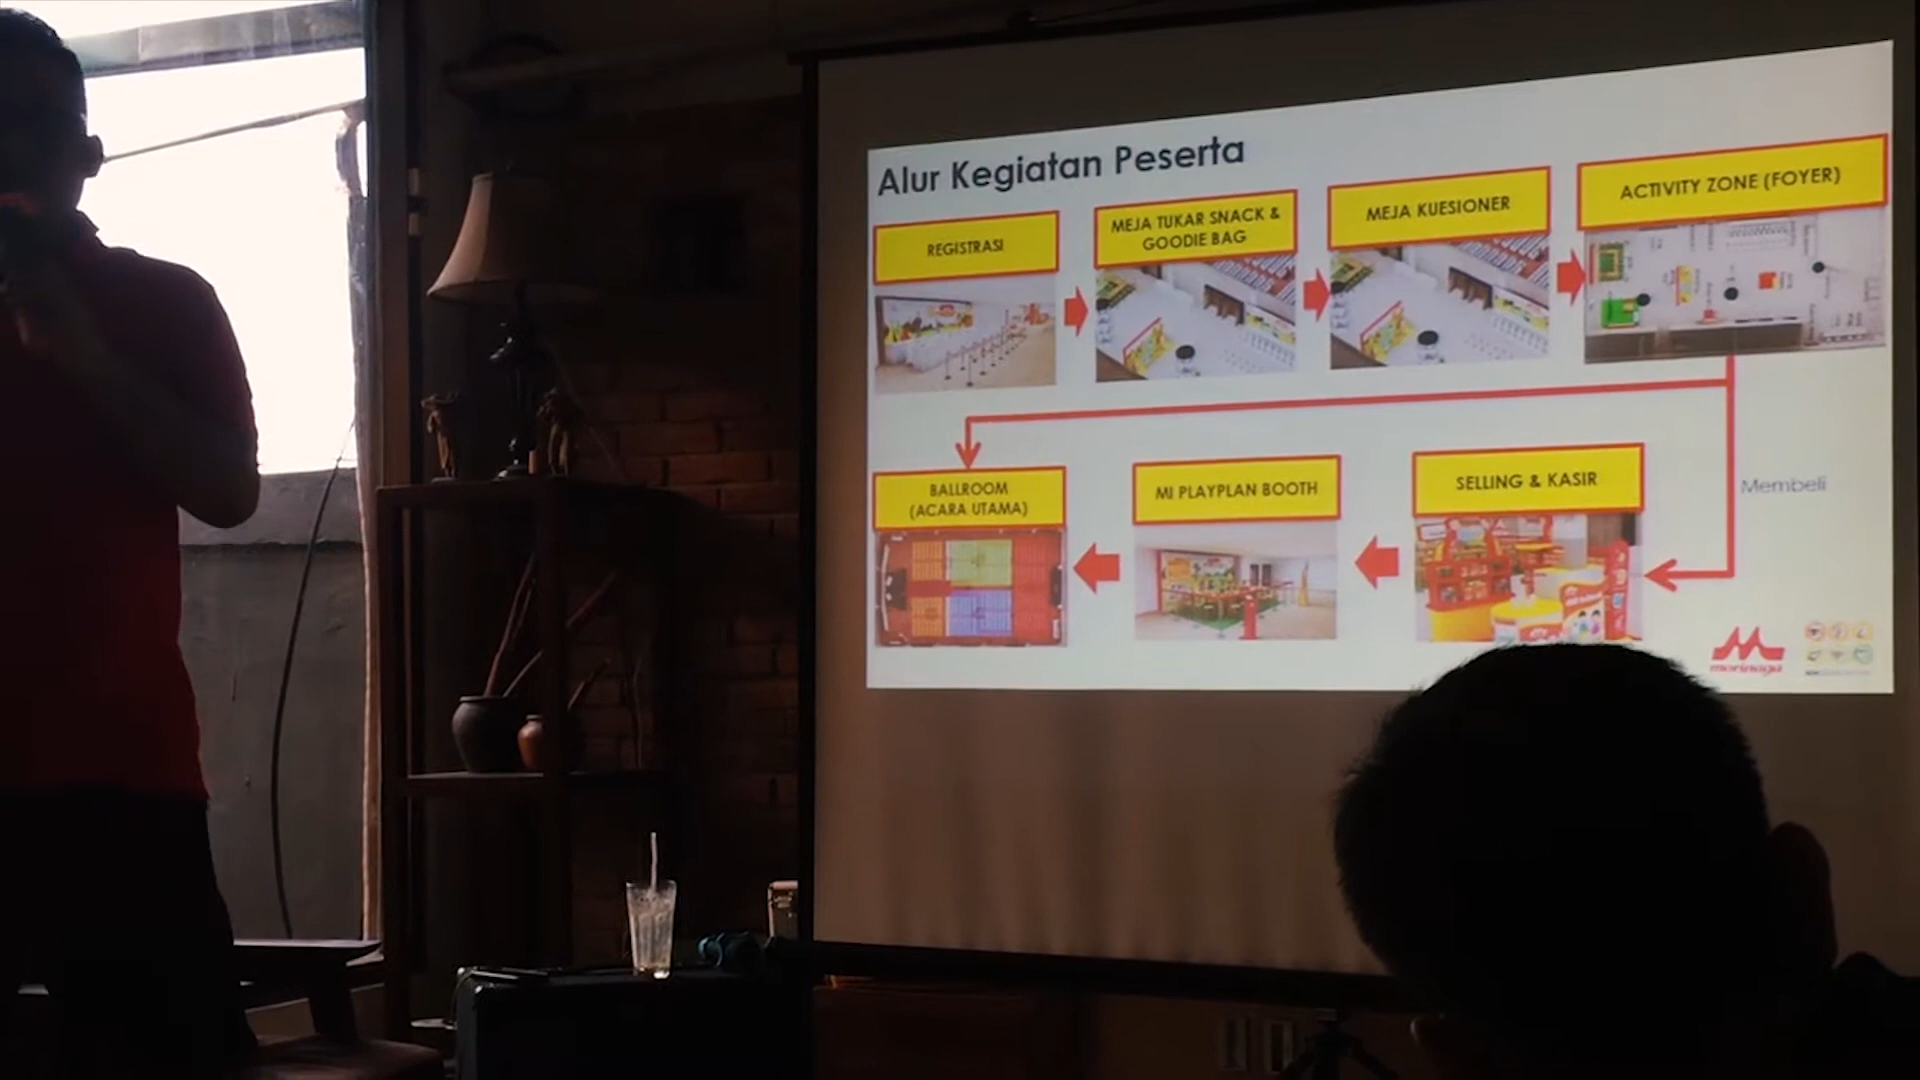 Alur Kegiatan Peserta
REGISTRASI
MEJA TUKAR SNACK &
GOODIE BAG
MEJA KUESIONER
ACTIVITY ZONE (FOYER)
BALLROOM
(ACARA UTAMA)
MI PLAYPLAN BOOTH
SELLING & KASIR
Membeli
morinaga